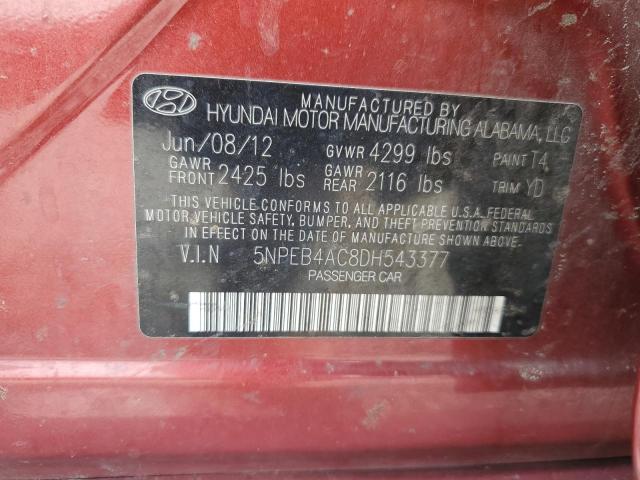 MANUFACTURED BY
HYUNDAI MOTOR MANUFACTURING ALABAMA, LLC
Jun/08/12 GVWR 4299 lbs PAINT T4
GAWR FRONT 2425 lbs GAWR REAR 2116 lbs TRIM YD
THIS VEHICLE CONFORMS TO ALL APPLICABLE U.S.A. FEDERAL
MOTOR VEHICLE SAFETY, BUMPER, AND THEFT PREVENTION STANDARDS
IN EFFECT ON THE DATE OF MANUFACTURE SHOWN ABOVE.
V.I.N 5NPEB4AC8DH543377
PASSENGER CAR